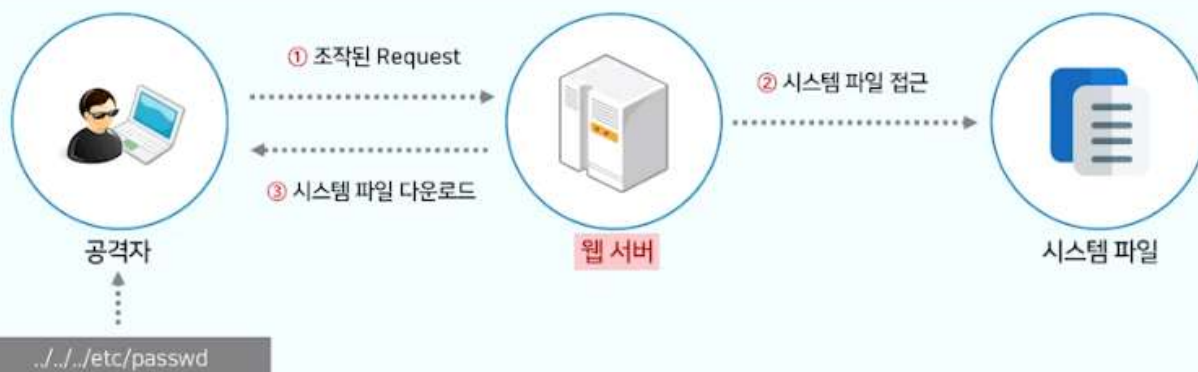 ① 조작된 Request
② 시스템 파일 접근
③ 시스템 파일 다운로드
공격자
웹 서버
시스템 파일
../../../etc/passwd